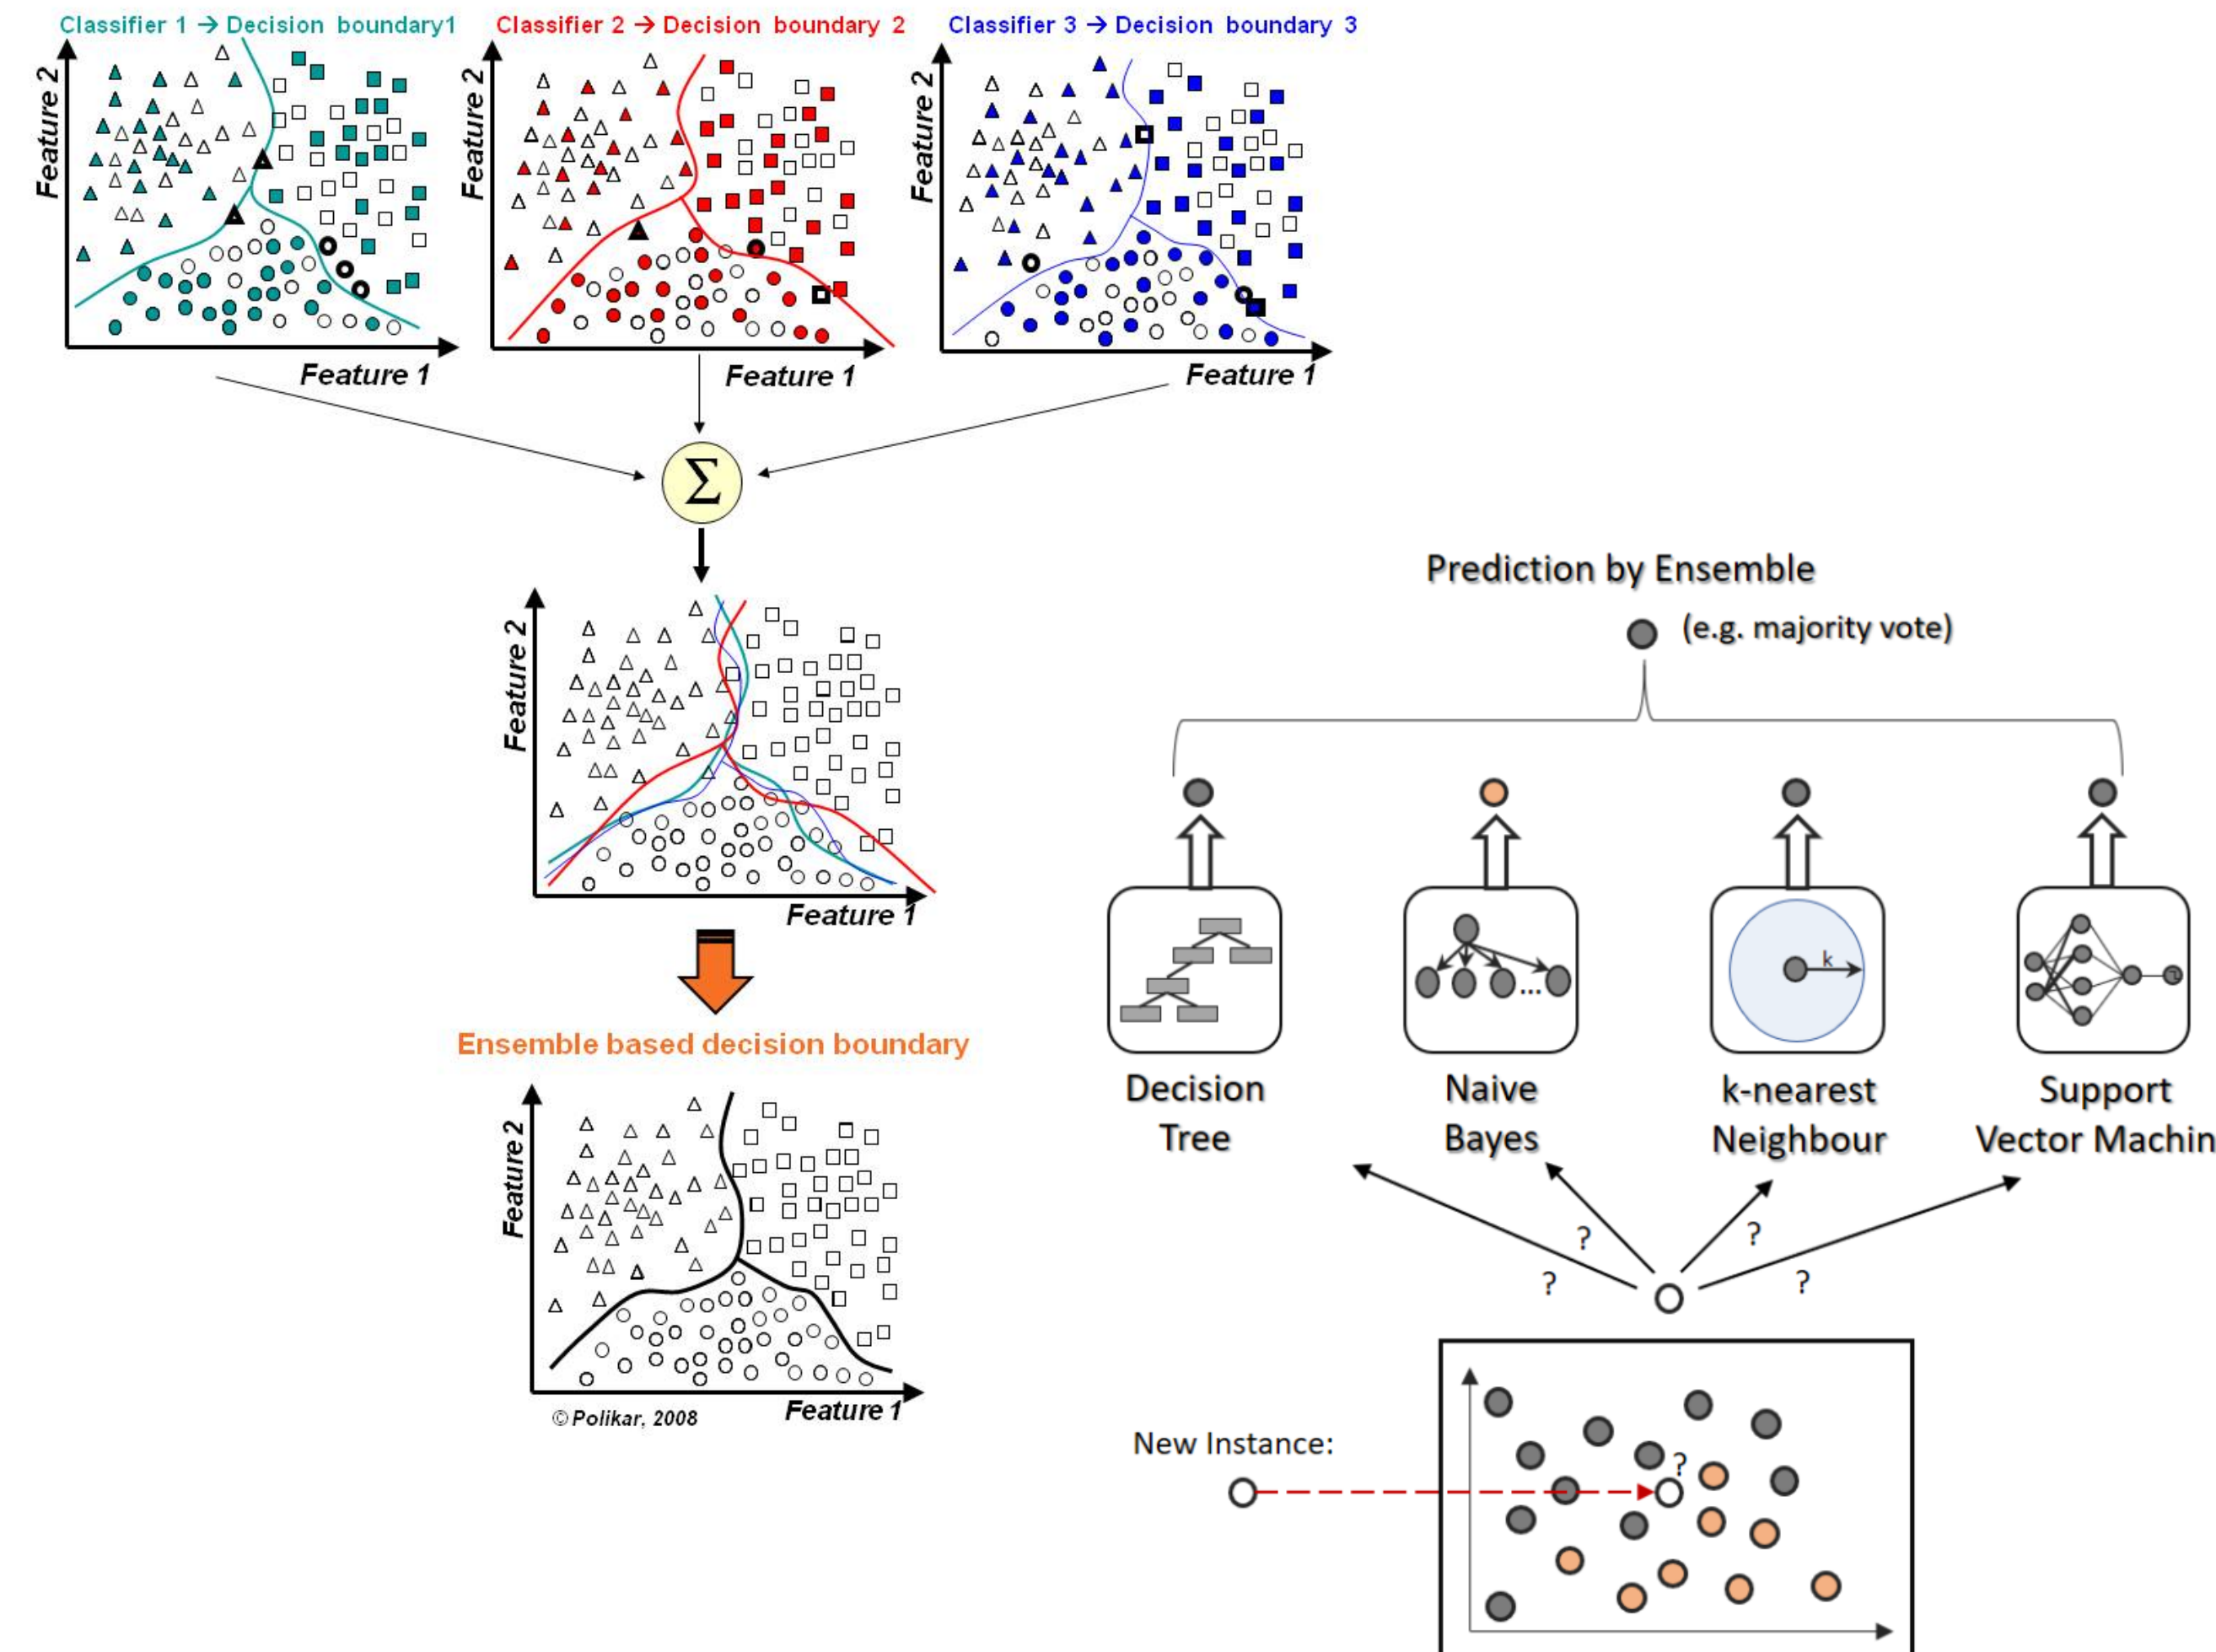 Classifier 1 → Decision boundary1
Classifier 2 → Decision boundary 2
Classifier 3 → Decision boundary 3
Feature 2
Feature 2
Feature 2
Feature 1
Feature 1
Feature 1
Σ
Feature 2
Feature 1
Ensemble based decision boundary
Feature 2
Feature 1
© Polikar, 2008
Prediction by Ensemble
(e.g. majority vote)
...
k
Decision
Tree
Naive
Bayes
k-nearest
Neighbour
Support
Vector Machin
?
?
?
?
New Instance:
?